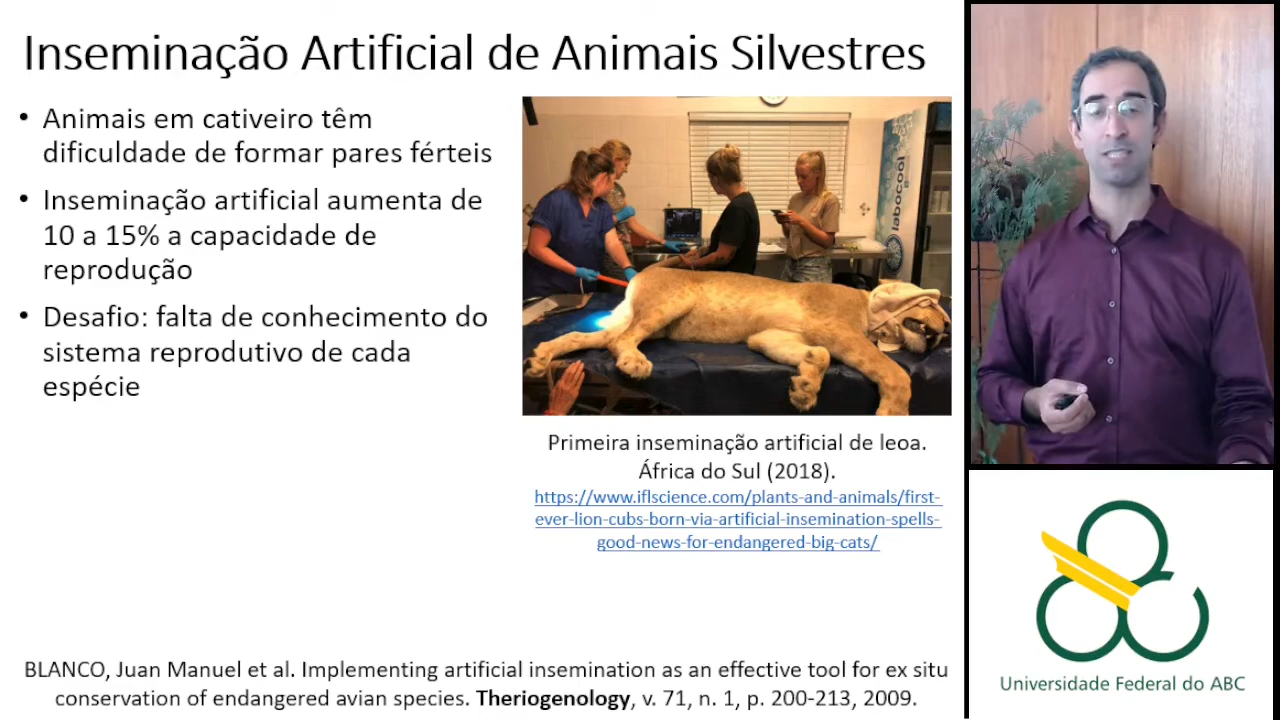 Inseminação Artificial de Animais Silvestres
• Animais em cativeiro têm
dificuldade de formar pares férteis
• Inseminação artificial aumenta de
10 a 15% a capacidade de
reprodução
• Desafio: falta de conhecimento do
sistema reprodutivo de cada
espécie
labocool
Primeira inseminação artificial de leoa.
África do Sul (2018).
https://www.iflscience.com/plants-and-animals/first-
ever-lion-cubs-born-via-artificial-insemination-spells-
good-news-for-endangered-big-cats/
BLANCO, Juan Manuel et al. Implementing artificial insemination as an effective tool for ex situ
conservation of endangered avian species. Theriogenology, v. 71, n. 1, p. 200-213, 2009.
Universidade Federal do ABC